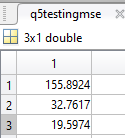 q5testingmse
3x1 double
1
1 155.8924
2 32.7617
3 19.5974